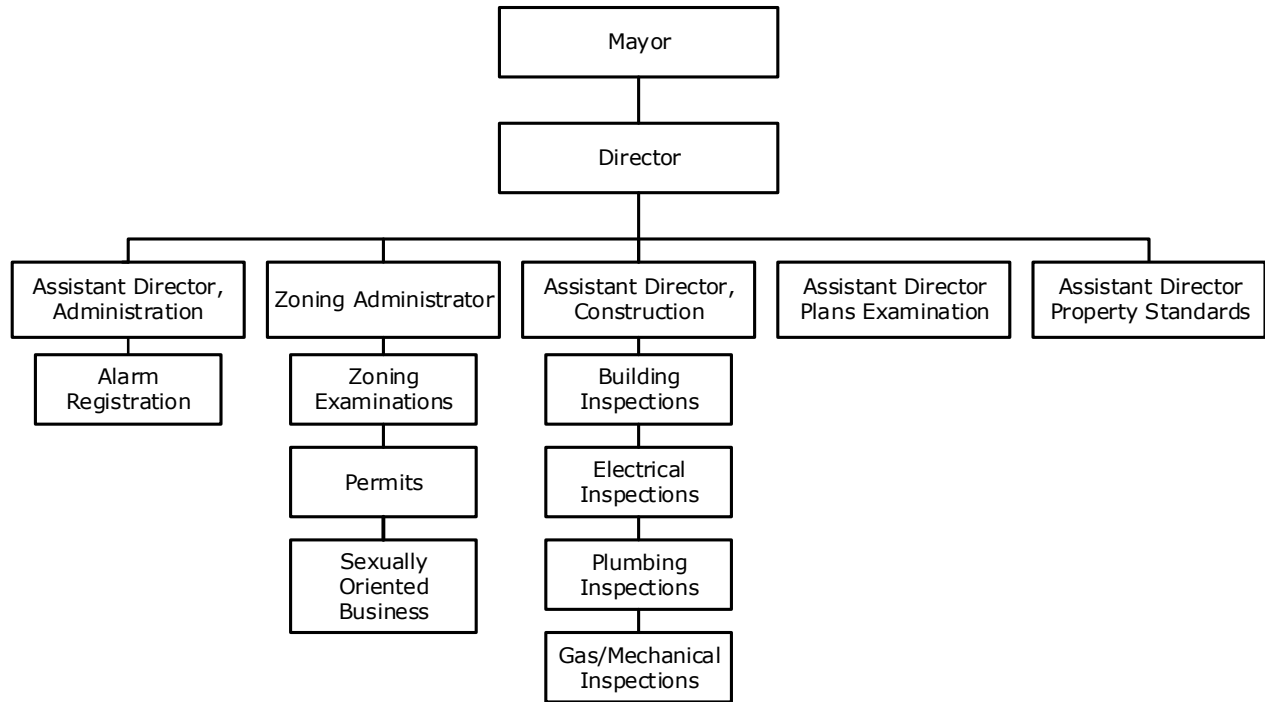 Mayor
Director
Assistant Director,
Administration
Zoning Administrator
Assistant Director,
Construction
Assistant Director
Plans Examination
Assistant Director
Property Standards
Alarm
Registration
Zoning
Examinations
Building
Inspections
Permits
Electrical
Inspections
Sexually
Oriented
Business
Plumbing
Inspections
Gas/Mechanical
Inspections